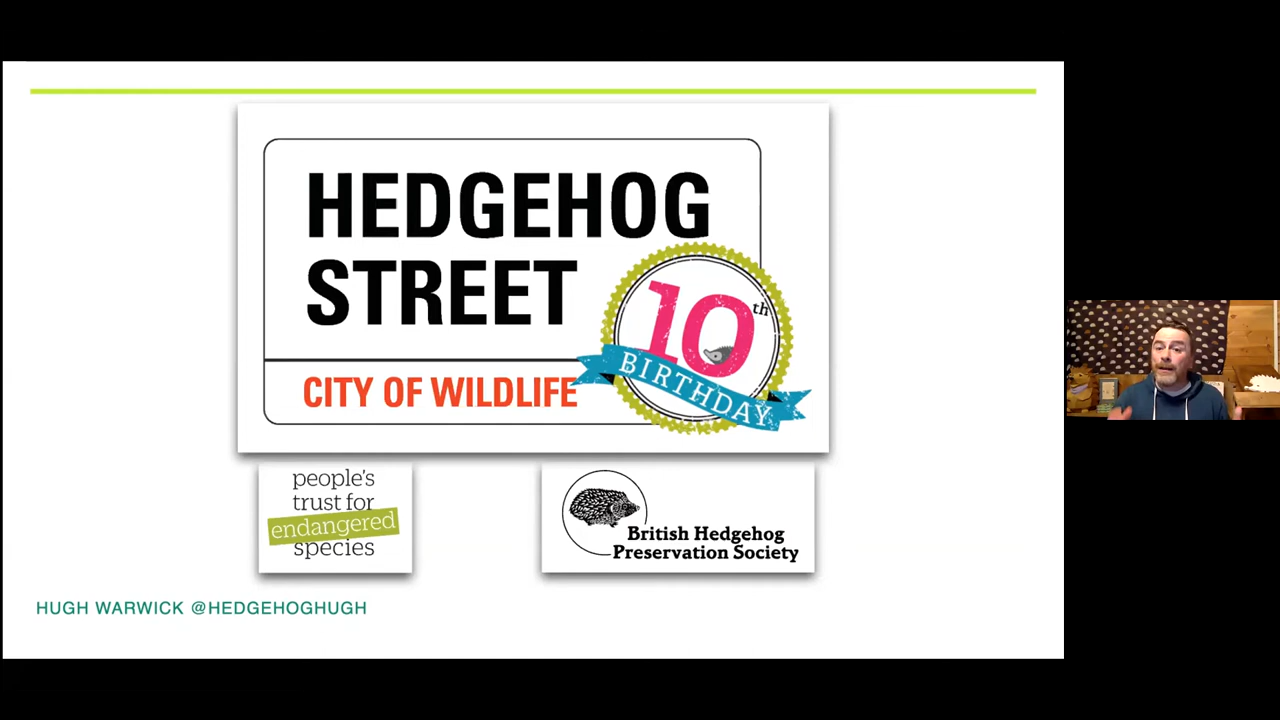 HEDGEHOG
STREET
10th
BIRTHDAY
CITY OF WILDLIFE
people's
trust for
endangered
species
British Hedgehog
Preservation Society
HUGH WARWICK @HEDGEHOGHUGH